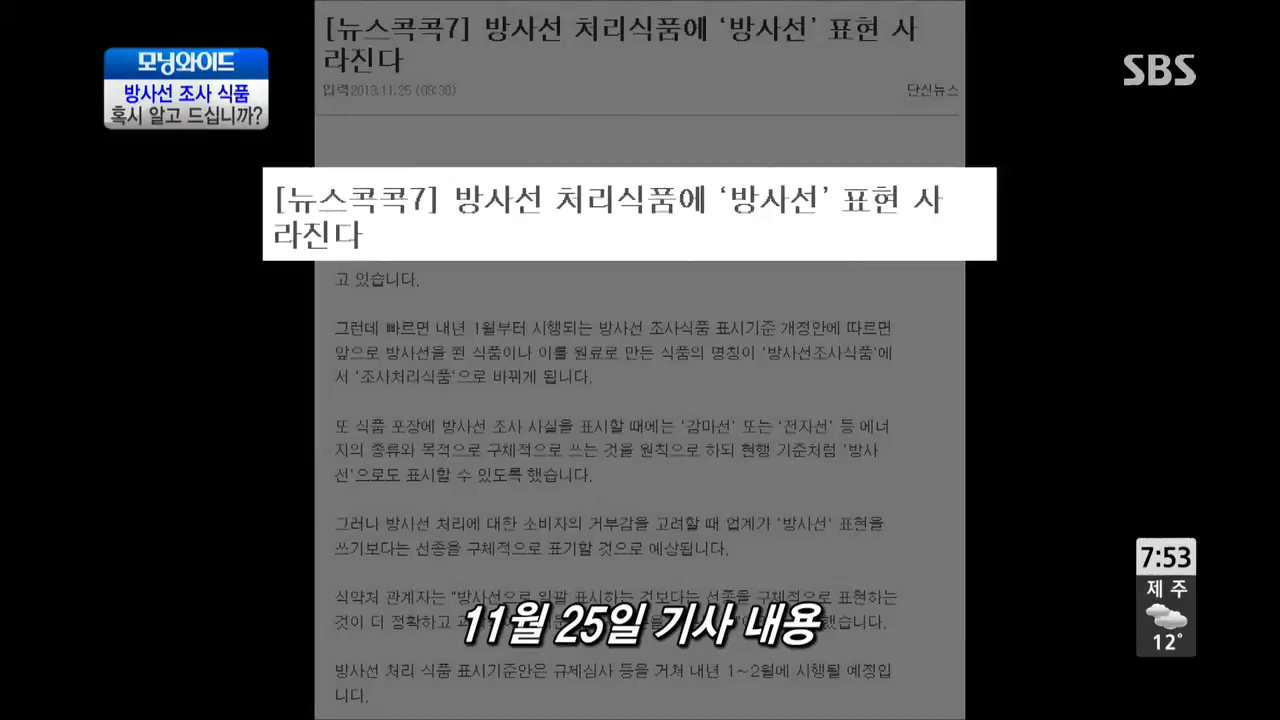 [뉴스콕콕7] 방사선 처리식품에 ‘방사선’ 표현 사
라진다
입력2013.11.25 (09:38)
단신뉴스
모닝와이드
방사선 조사 식품
혹시 알고 드십니까?
SBS
[뉴스콕콕7] 방사선 처리식품에 ‘방사선’ 표현 사
라진다
고 있습니다.
그런데 빠르면 내년 1월부터 시행되는 방사선 조사식품 표시기준 개정안에 따르면
앞으로 방사선을 쬔 식품이나 이를 원료로 만든 식품의 명칭이 '방사선조사식품'에
서 '조사처리식품'으로 바뀌게 됩니다.
또 식품 포장에 방사선 조사 사실을 표시할 때에는 '감마선' 또는 '전자선' 등 에너
지의 종류와 목적으로 구체적으로 쓰는 것을 원칙으로 하되 현행 기준처럼 '방사
선'으로도 표시할 수 있도록 했습니다.
그러나 방사선 처리에 대한 소비자의 거부감을 고려할 때 업계가 '방사선' 표현을
쓰기보다는 선종을 구체적으로 표기할 것으로 예상됩니다.
식약처 관계자는 "방사선으로 일괄 표시하는 것보다는 선종을 구체적으로 표현하는
것이 더 정확하고 했습니다.
11월 25일 기사 내용
방사선 처리 식품 표시기준안은 규제심사 등을 거쳐 내년 1~2월에 시행될 예정입
니다.
7:53
제 주
12°